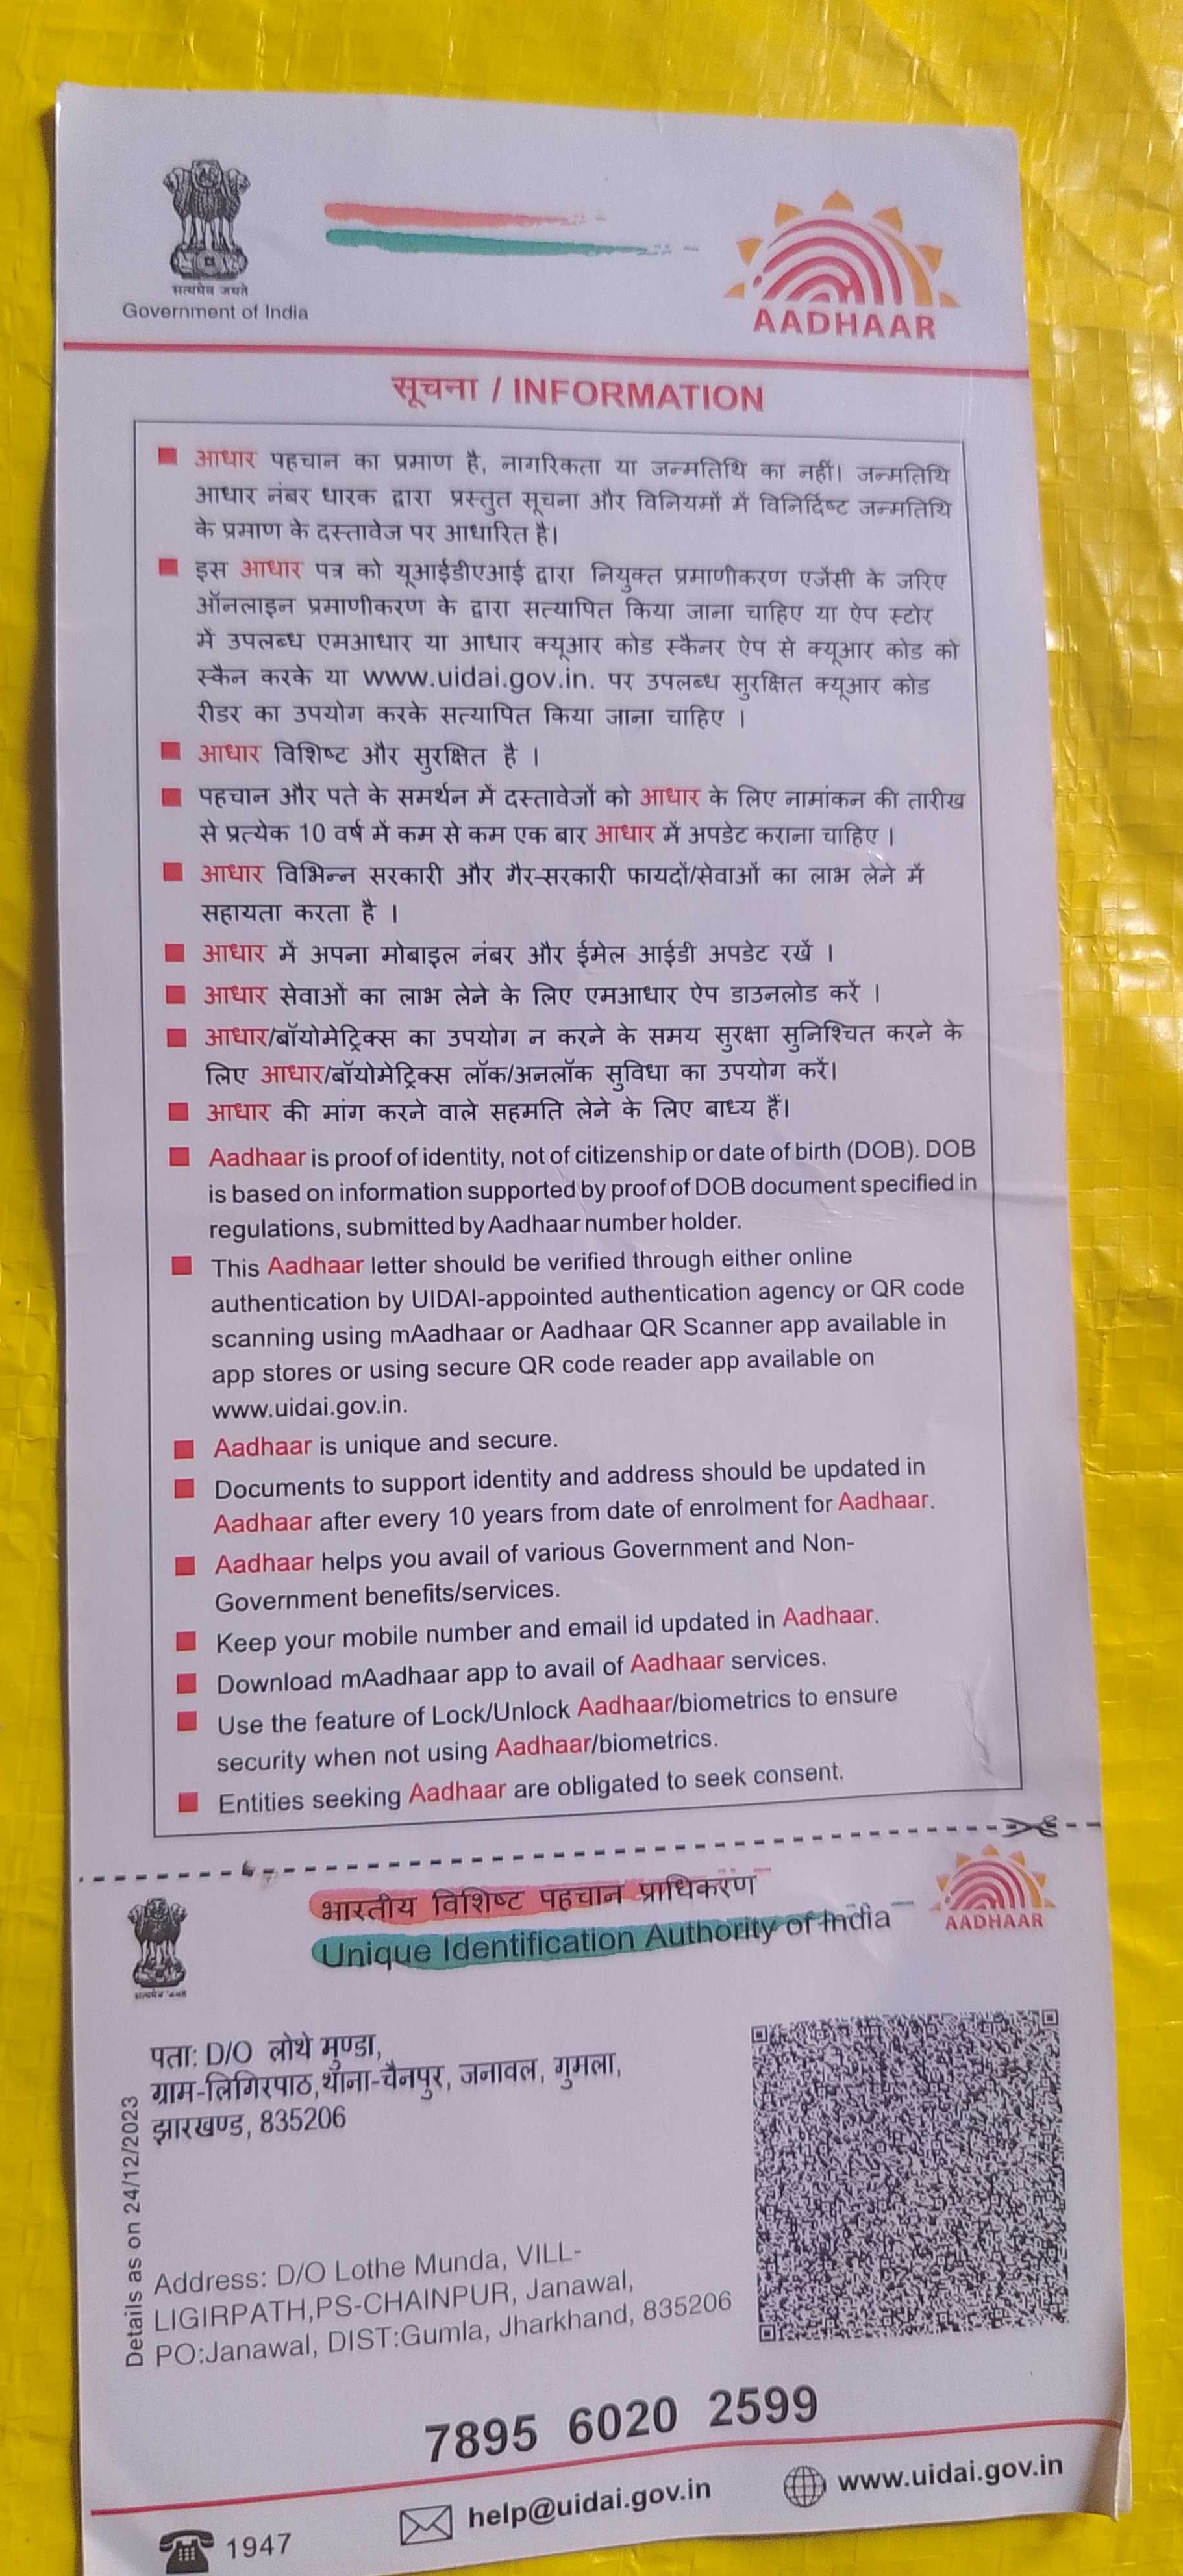 सत्यमेव जयते
Government of India
AADHAAR
सूचना / INFORMATION
आधार पहचान का प्रमाण है, नागरिकता या जन्मतिथि का नहीं। जन्मतिथि
आधार नंबर धारक द्वारा प्रस्तुत सूचना और विनियमों में विनिर्दिष्ट जन्मतिथि
के प्रमाण के दस्तावेज पर आधारित है।
इस आधार पत्र को यूआईडीएआई द्वारा नियुक्त प्रमाणीकरण एजेंसी के जरिए
ऑनलाइन प्रमाणीकरण के द्वारा सत्यापित किया जाना चाहिए या ऐप स्टोर
में उपलब्ध एमआधार या आधार क्यूआर कोड स्कैनर ऐप से क्यूआर कोड को
स्कैन करके या www.uidai.gov.in. पर उपलब्ध सुरक्षित क्यूआर कोड
रीडर का उपयोग करके सत्यापित किया जाना चाहिए ।
आधार विशिष्ट और सुरक्षित है ।
पहचान और पते के समर्थन में दस्तावेजों को आधार के लिए नामांकन की तारीख
से प्रत्येक 10 वर्ष में कम से कम एक बार आधार में अपडेट कराना चाहिए ।
आधार विभिन्न सरकारी और गैर-सरकारी फायदों/सेवाओं का लाभ लेने में
सहायता करता है ।
आधार में अपना मोबाइल नंबर और ईमेल आईडी अपडेट रखें ।
आधार सेवाओं का लाभ लेने के लिए एमआधार ऐप डाउनलोड करें ।
आधार/बॉयोमेट्रिक्स का उपयोग न करने के समय सुरक्षा सुनिश्चित करने के
लिए आधार/बॉयोमेट्रिक्स लॉक/अनलॉक सुविधा का उपयोग करें।
आधार की मांग करने वाले सहमति लेने के लिए बाध्य हैं।
Aadhaar is proof of identity, not of citizenship or date of birth (DOB). DOB
is based on information supported by proof of DOB document specified in
regulations, submitted by Aadhaar number holder.
This Aadhaar letter should be verified through either online
authentication by UIDAI-appointed authentication agency or QR code
scanning using mAadhaar or Aadhaar QR Scanner app available in
app stores or using secure QR code reader app available on
www.uidai.gov.in.
Aadhaar is unique and secure.
Documents to support identity and address should be updated in
Aadhaar after every 10 years from date of enrolment for Aadhaar.
Aadhaar helps you avail of various Government and Non-
Government benefits/services.
Keep your mobile number and email id updated in Aadhaar.
Download mAadhaar app to avail of Aadhaar services.
Use the feature of Lock/Unlock Aadhaar/biometrics to ensure
security when not using Aadhaar/biometrics.
Entities seeking Aadhaar are obligated to seek consent.
भारतीय विशिष्ट पहचान प्राधिकरण
Unique Identification Authority of India
AADHAAR
सत्यमेव जयते
पता: D/O लोथे मुण्डा,
ग्राम-लिगिरपाठ,थाना-चैनपुर, जनावल, गुमला,
झारखण्ड, 835206
Details as on 24/12/2023
Address: D/O Lothe Munda, VILL-
LIGIRPATH,PS-CHAINPUR, Janawal,
PO:Janawal, DIST:Gumla, Jharkhand, 835206
7895 6020 2599
1947
help@uidai.gov.in
www.uidai.gov.in